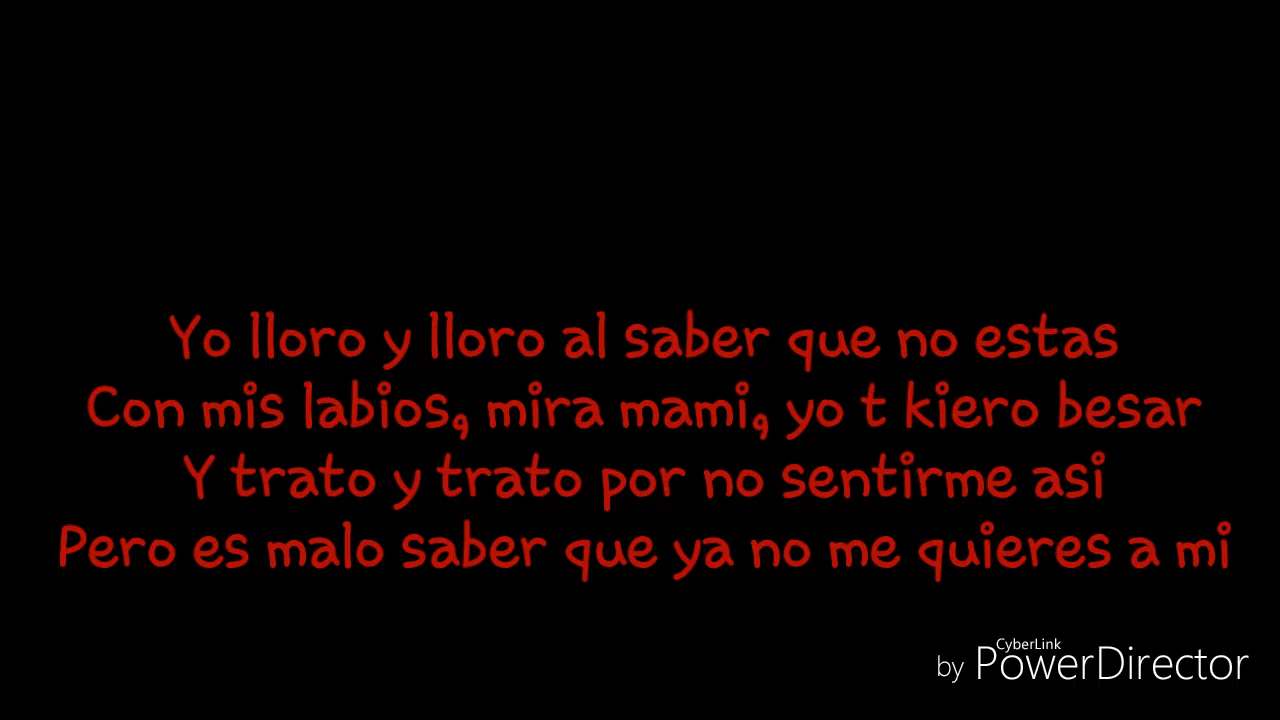 Yo lloro y lloro al saber que no estas
Con mis labios, mira mami, yo t kiero besar
Y trato y trato por no sentirme asi
Pero es malo saber que ya no me quieres a mi
CyberLink
by PowerDirector